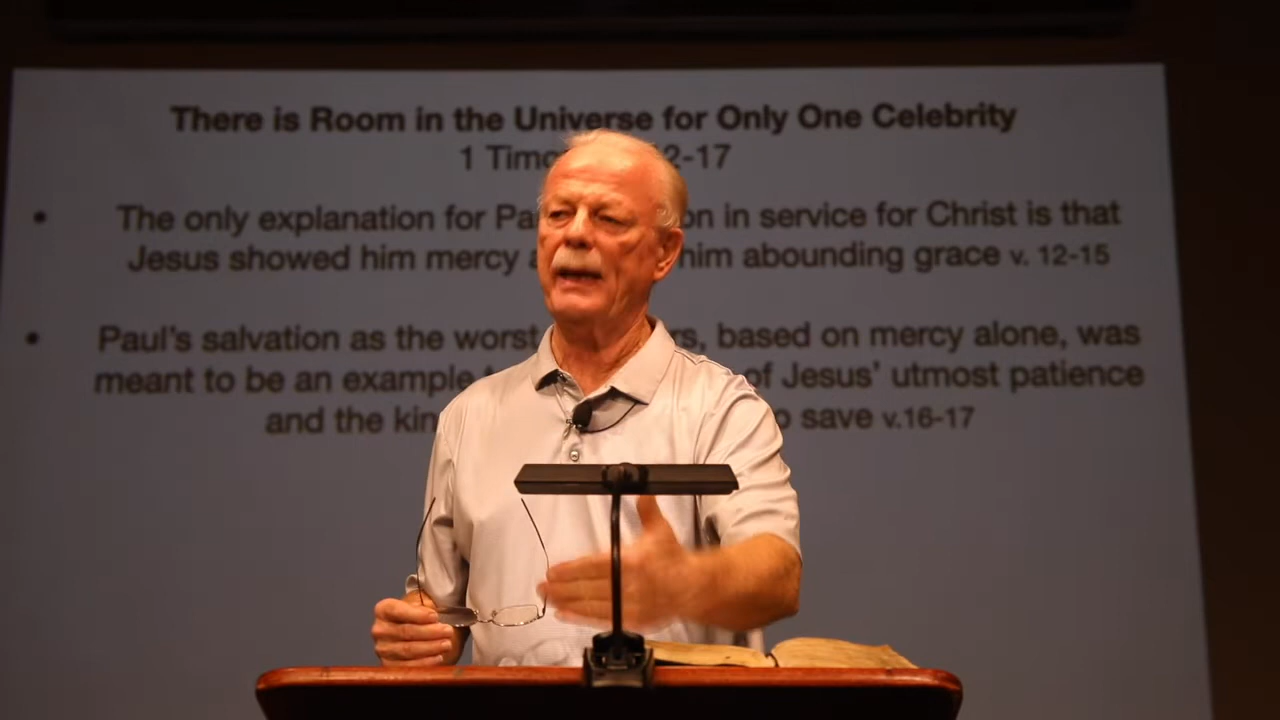 There is Room in the Universe for Only One Celebrity
1 Timo 2-17
• The only explanation for Pa on in service for Christ is that
Jesus showed him mercy a him abounding grace v. 12-15
• Paul's salvation as the worst rs, based on mercy alone, was
meant to be an example of Jesus' utmost patience
and the kin o save v.16-17